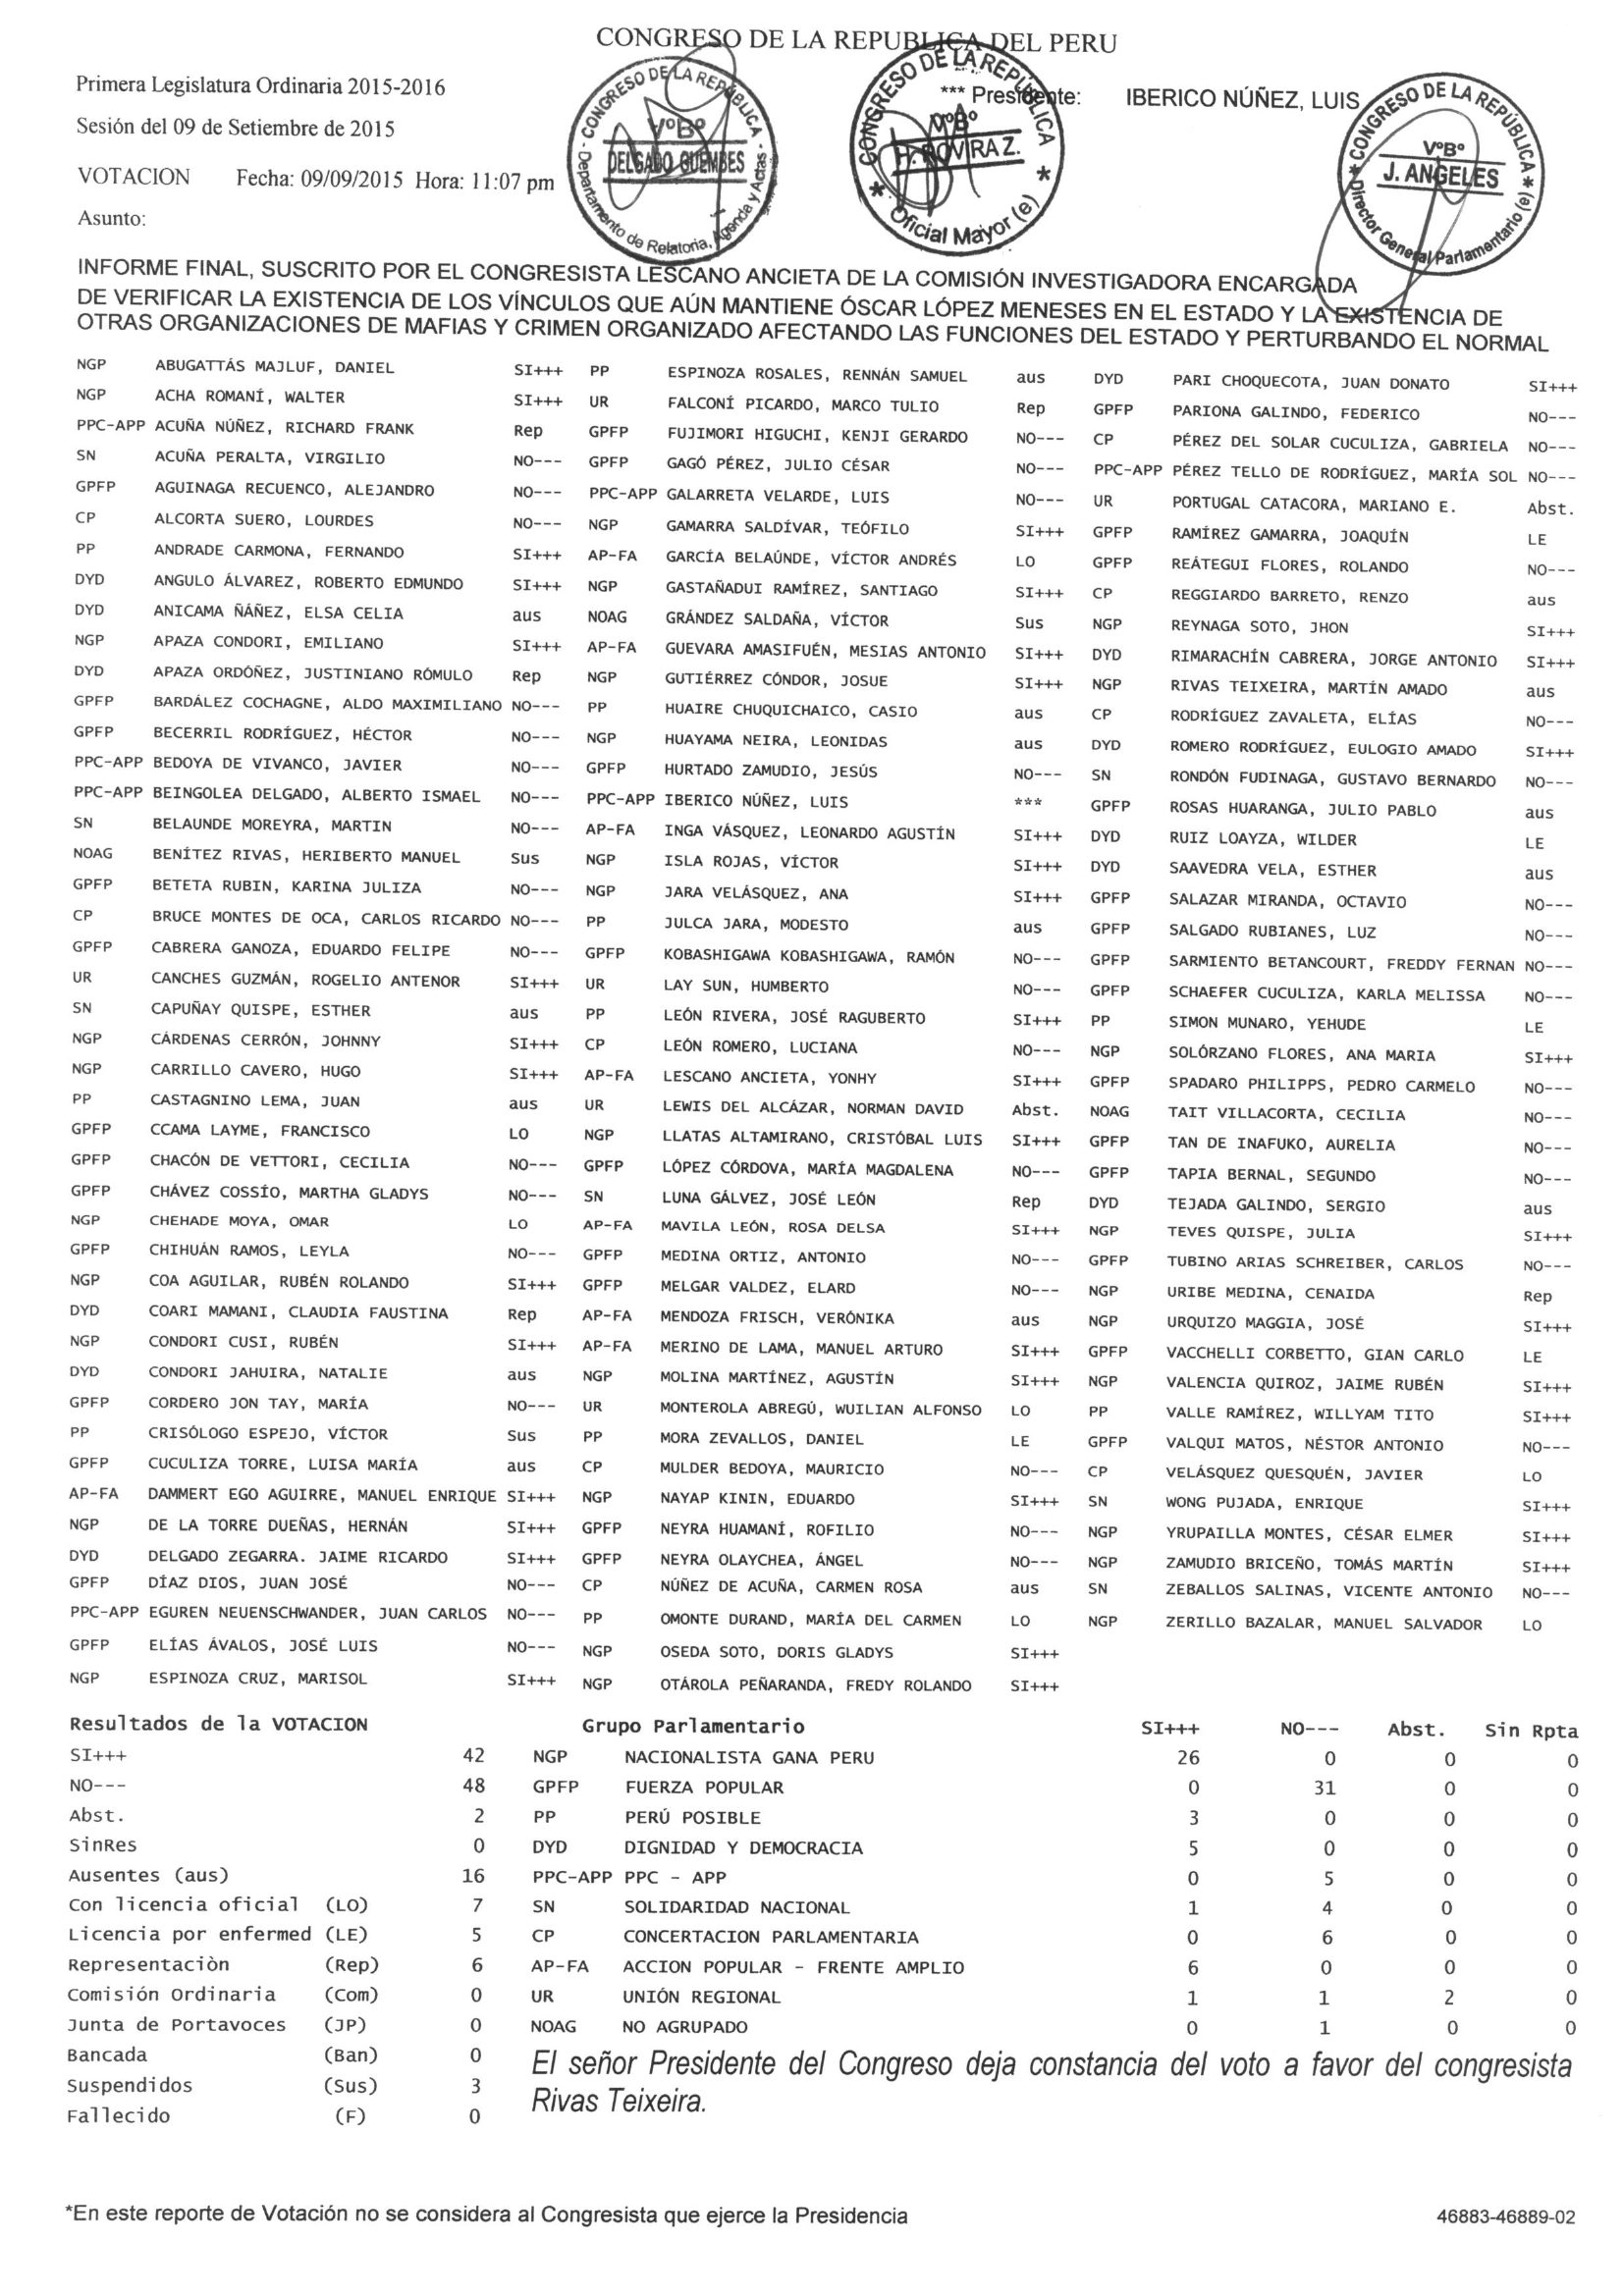 CONGRESO DE LA REPUBLICA DEL PERU
Primera Legislatura Ordinaria 2015-2016
*** Presidente: IBERICO NÚÑEZ, LUIS
Sesión del 09 de Setiembre de 2015
VOTACION Fecha: 09/09/2015 Hora: 11:07 pm
Asunto:
CONGRESO DE LA REPÚBLICA - Departamento de Relatoria, Agenda y Actas -
VºBº
DELGADO GUEMBES
CONGRESO DE LA REPÚBLICA
VºBº
H. ROVIRA Z.
Oficial Mayor (e)
CONGRESO DE LA REPÚBLICA
VºBº
J. ANGELES
Director General Parlamentario (e)
INFORME FINAL, SUSCRITO POR EL CONGRESISTA LESCANO ANCIETA DE LA COMISIÓN INVESTIGADORA ENCARGADA
DE VERIFICAR LA EXISTENCIA DE LOS VÍNCULOS QUE AÚN MANTIENE ÓSCAR LÓPEZ MENESES EN EL ESTADO Y LA EXISTENCIA DE
OTRAS ORGANIZACIONES DE MAFIAS Y CRIMEN ORGANIZADO AFECTANDO LAS FUNCIONES DEL ESTADO Y PERTURBANDO EL NORMAL
NGP ABUGATTÁS MAJLUF, DANIEL SI+++
NGP ACHA ROMANÍ, WALTER SI+++
PPC-APP ACUÑA NÚÑEZ, RICHARD FRANK Rep
SN ACUÑA PERALTA, VIRGILIO NO---
GPFP AGUINAGA RECUENCO, ALEJANDRO NO---
CP ALCORTA SUERO, LOURDES NO---
PP ANDRADE CARMONA, FERNANDO SI+++
DYD ANGULO ÁLVAREZ, ROBERTO EDMUNDO SI+++
DYD ANICAMA ÑÁÑEZ, ELSA CELIA aus
NGP APAZA CONDORI, EMILIANO SI+++
DYD APAZA ORDÓÑEZ, JUSTINIANO RÓMULO Rep
GPFP BARDÁLEZ COCHAGNE, ALDO MAXIMILIANO NO---
GPFP BECERRIL RODRÍGUEZ, HÉCTOR NO---
PPC-APP BEDOYA DE VIVANCO, JAVIER NO---
PPC-APP BEINGOLEA DELGADO, ALBERTO ISMAEL NO---
SN BELAUNDE MOREYRA, MARTIN NO---
NOAG BENÍTEZ RIVAS, HERIBERTO MANUEL Sus
GPFP BETETA RUBIN, KARINA JULIZA NO---
CP BRUCE MONTES DE OCA, CARLOS RICARDO NO---
GPFP CABRERA GANOZA, EDUARDO FELIPE NO---
UR CANCHES GUZMÁN, ROGELIO ANTENOR SI+++
SN CAPUÑAY QUISPE, ESTHER aus
NGP CÁRDENAS CERRÓN, JOHNNY SI+++
NGP CARRILLO CAVERO, HUGO SI+++
PP CASTAGNINO LEMA, JUAN aus
GPFP CCAMA LAYME, FRANCISCO LO
GPFP CHACÓN DE VETTORI, CECILIA NO---
GPFP CHÁVEZ COSSÍO, MARTHA GLADYS NO---
NGP CHEHADE MOYA, OMAR LO
GPFP CHIHUÁN RAMOS, LEYLA NO---
NGP COA AGUILAR, RUBÉN ROLANDO SI+++
DYD COARI MAMANI, CLAUDIA FAUSTINA Rep
NGP CONDORI CUSI, RUBÉN SI+++
DYD CONDORI JAHUIRA, NATALIE aus
GPFP CORDERO JON TAY, MARÍA NO---
PP CRISÓLOGO ESPEJO, VÍCTOR Sus
GPFP CUCULIZA TORRE, LUISA MARÍA aus
AP-FA DAMMERT EGO AGUIRRE, MANUEL ENRIQUE SI+++
NGP DE LA TORRE DUEÑAS, HERNÁN SI+++
DYD DELGADO ZEGARRA. JAIME RICARDO SI+++
GPFP DÍAZ DIOS, JUAN JOSÉ NO---
PPC-APP EGUREN NEUENSCHWANDER, JUAN CARLOS NO---
GPFP ELÍAS ÁVALOS, JOSÉ LUIS NO---
NGP ESPINOZA CRUZ, MARISOL SI+++
PP ESPINOZA ROSALES, RENNÁN SAMUEL aus
UR FALCONÍ PICARDO, MARCO TULIO Rep
GPFP FUJIMORI HIGUCHI, KENJI GERARDO NO---
GPFP GAGÓ PÉREZ, JULIO CÉSAR NO---
PPC-APP GALARRETA VELARDE, LUIS NO---
NGP GAMARRA SALDÍVAR, TEÓFILO SI+++
AP-FA GARCÍA BELAÚNDE, VÍCTOR ANDRÉS LO
NGP GASTAÑADUI RAMÍREZ, SANTIAGO SI+++
NOAG GRÁNDEZ SALDAÑA, VÍCTOR Sus
AP-FA GUEVARA AMASIFUÉN, MESIAS ANTONIO SI+++
NGP GUTIÉRREZ CÓNDOR, JOSUE SI+++
PP HUAIRE CHUQUICHAICO, CASIO aus
NGP HUAYAMA NEIRA, LEONIDAS aus
GPFP HURTADO ZAMUDIO, JESÚS NO---
PPC-APP IBERICO NÚÑEZ, LUIS ***
AP-FA INGA VÁSQUEZ, LEONARDO AGUSTÍN SI+++
NGP ISLA ROJAS, VÍCTOR SI+++
NGP JARA VELÁSQUEZ, ANA SI+++
PP JULCA JARA, MODESTO aus
GPFP KOBASHIGAWA KOBASHIGAWA, RAMÓN NO---
UR LAY SUN, HUMBERTO NO---
PP LEÓN RIVERA, JOSÉ RAGUBERTO SI+++
CP LEÓN ROMERO, LUCIANA NO---
AP-FA LESCANO ANCIETA, YONHY SI+++
UR LEWIS DEL ALCÁZAR, NORMAN DAVID Abst.
NGP LLATAS ALTAMIRANO, CRISTÓBAL LUIS SI+++
GPFP LÓPEZ CÓRDOVA, MARÍA MAGDALENA NO---
SN LUNA GÁLVEZ, JOSÉ LEÓN Rep
AP-FA MAVILA LEÓN, ROSA DELSA SI+++
GPFP MEDINA ORTIZ, ANTONIO NO---
GPFP MELGAR VALDEZ, ELARD NO---
AP-FA MENDOZA FRISCH, VERÓNIKA aus
AP-FA MERINO DE LAMA, MANUEL ARTURO SI+++
NGP MOLINA MARTÍNEZ, AGUSTÍN SI+++
UR MONTEROLA ABREGÚ, WUILIAN ALFONSO LO
PP MORA ZEVALLOS, DANIEL LE
CP MULDER BEDOYA, MAURICIO NO---
NGP NAYAP KININ, EDUARDO SI+++
GPFP NEYRA HUAMANÍ, ROFILIO NO---
GPFP NEYRA OLAYCHEA, ÁNGEL NO---
CP NÚÑEZ DE ACUÑA, CARMEN ROSA aus
PP OMONTE DURAND, MARÍA DEL CARMEN LO
NGP OSEDA SOTO, DORIS GLADYS SI+++
NGP OTÁROLA PEÑARANDA, FREDY ROLANDO SI+++
DYD PARI CHOQUECOTA, JUAN DONATO SI+++
GPFP PARIONA GALINDO, FEDERICO NO---
CP PÉREZ DEL SOLAR CUCULIZA, GABRIELA NO---
PPC-APP PÉREZ TELLO DE RODRÍGUEZ, MARÍA SOL NO---
UR PORTUGAL CATACORA, MARIANO E. Abst.
GPFP RAMÍREZ GAMARRA, JOAQUÍN LE
GPFP REÁTEGUI FLORES, ROLANDO NO---
CP REGGIARDO BARRETO, RENZO aus
NGP REYNAGA SOTO, JHON SI+++
DYD RIMARACHÍN CABRERA, JORGE ANTONIO SI+++
NGP RIVAS TEIXEIRA, MARTÍN AMADO aus
CP RODRÍGUEZ ZAVALETA, ELÍAS NO---
DYD ROMERO RODRÍGUEZ, EULOGIO AMADO SI+++
SN RONDÓN FUDINAGA, GUSTAVO BERNARDO NO---
GPFP ROSAS HUARANGA, JULIO PABLO aus
DYD RUIZ LOAYZA, WILDER LE
DYD SAAVEDRA VELA, ESTHER aus
GPFP SALAZAR MIRANDA, OCTAVIO NO---
GPFP SALGADO RUBIANES, LUZ NO---
GPFP SARMIENTO BETANCOURT, FREDDY FERNAN NO---
GPFP SCHAEFER CUCULIZA, KARLA MELISSA NO---
PP SIMON MUNARO, YEHUDE LE
NGP SOLÓRZANO FLORES, ANA MARIA SI+++
GPFP SPADARO PHILIPPS, PEDRO CARMELO NO---
NOAG TAIT VILLACORTA, CECILIA NO---
GPFP TAN DE INAFUKO, AURELIA NO---
GPFP TAPIA BERNAL, SEGUNDO NO---
DYD TEJADA GALINDO, SERGIO aus
NGP TEVES QUISPE, JULIA SI+++
GPFP TUBINO ARIAS SCHREIBER, CARLOS NO---
NGP URIBE MEDINA, CENAIDA Rep
NGP URQUIZO MAGGIA, JOSÉ SI+++
GPFP VACCHELLI CORBETTO, GIAN CARLO LE
NGP VALENCIA QUIROZ, JAIME RUBÉN SI+++
PP VALLE RAMÍREZ, WILLYAM TITO SI+++
GPFP VALQUI MATOS, NÉSTOR ANTONIO NO---
CP VELÁSQUEZ QUESQUÉN, JAVIER LO
SN WONG PUJADA, ENRIQUE SI+++
NGP YRUPAILLA MONTES, CÉSAR ELMER SI+++
NGP ZAMUDIO BRICEÑO, TOMÁS MARTÍN SI+++
SN ZEBALLOS SALINAS, VICENTE ANTONIO NO---
NGP ZERILLO BAZALAR, MANUEL SALVADOR LO
Resultados de la VOTACION
SI+++ 42
NO--- 48
Abst. 2
SinRes 0
Ausentes (aus) 16
Con licencia oficial (LO) 7
Licencia por enfermed (LE) 5
Representaciòn (Rep) 6
Comisión Ordinaria (Com) 0
Junta de Portavoces (JP) 0
Bancada (Ban) 0
Suspendidos (Sus) 3
Fallecido (F) 0
Grupo Parlamentario SI+++ NO--- Abst. Sin Rpta
NGP NACIONALISTA GANA PERU 26 0 0 0
GPFP FUERZA POPULAR 0 31 0 0
PP PERÚ POSIBLE 3 0 0 0
DYD DIGNIDAD Y DEMOCRACIA 5 0 0 0
PPC-APP PPC - APP 0 5 0 0
SN SOLIDARIDAD NACIONAL 1 4 0 0
CP CONCERTACION PARLAMENTARIA 0 6 0 0
AP-FA ACCION POPULAR - FRENTE AMPLIO 6 0 0 0
UR UNIÓN REGIONAL 1 1 2 0
NOAG NO AGRUPADO 0 1 0 0
El señor Presidente del Congreso deja constancia del voto a favor del congresista
Rivas Teixeira.
*En este reporte de Votación no se considera al Congresista que ejerce la Presidencia
46883-46889-02